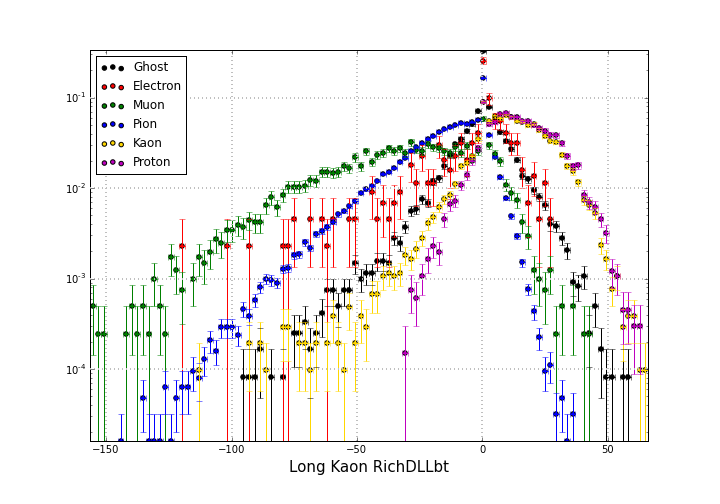 Ghost
Electron
Muon
Pion
Kaon
Proton
10⁻¹
10⁻²
10⁻³
10⁻⁴
−150
−100
−50
0
50
Long Kaon RichDLLbt